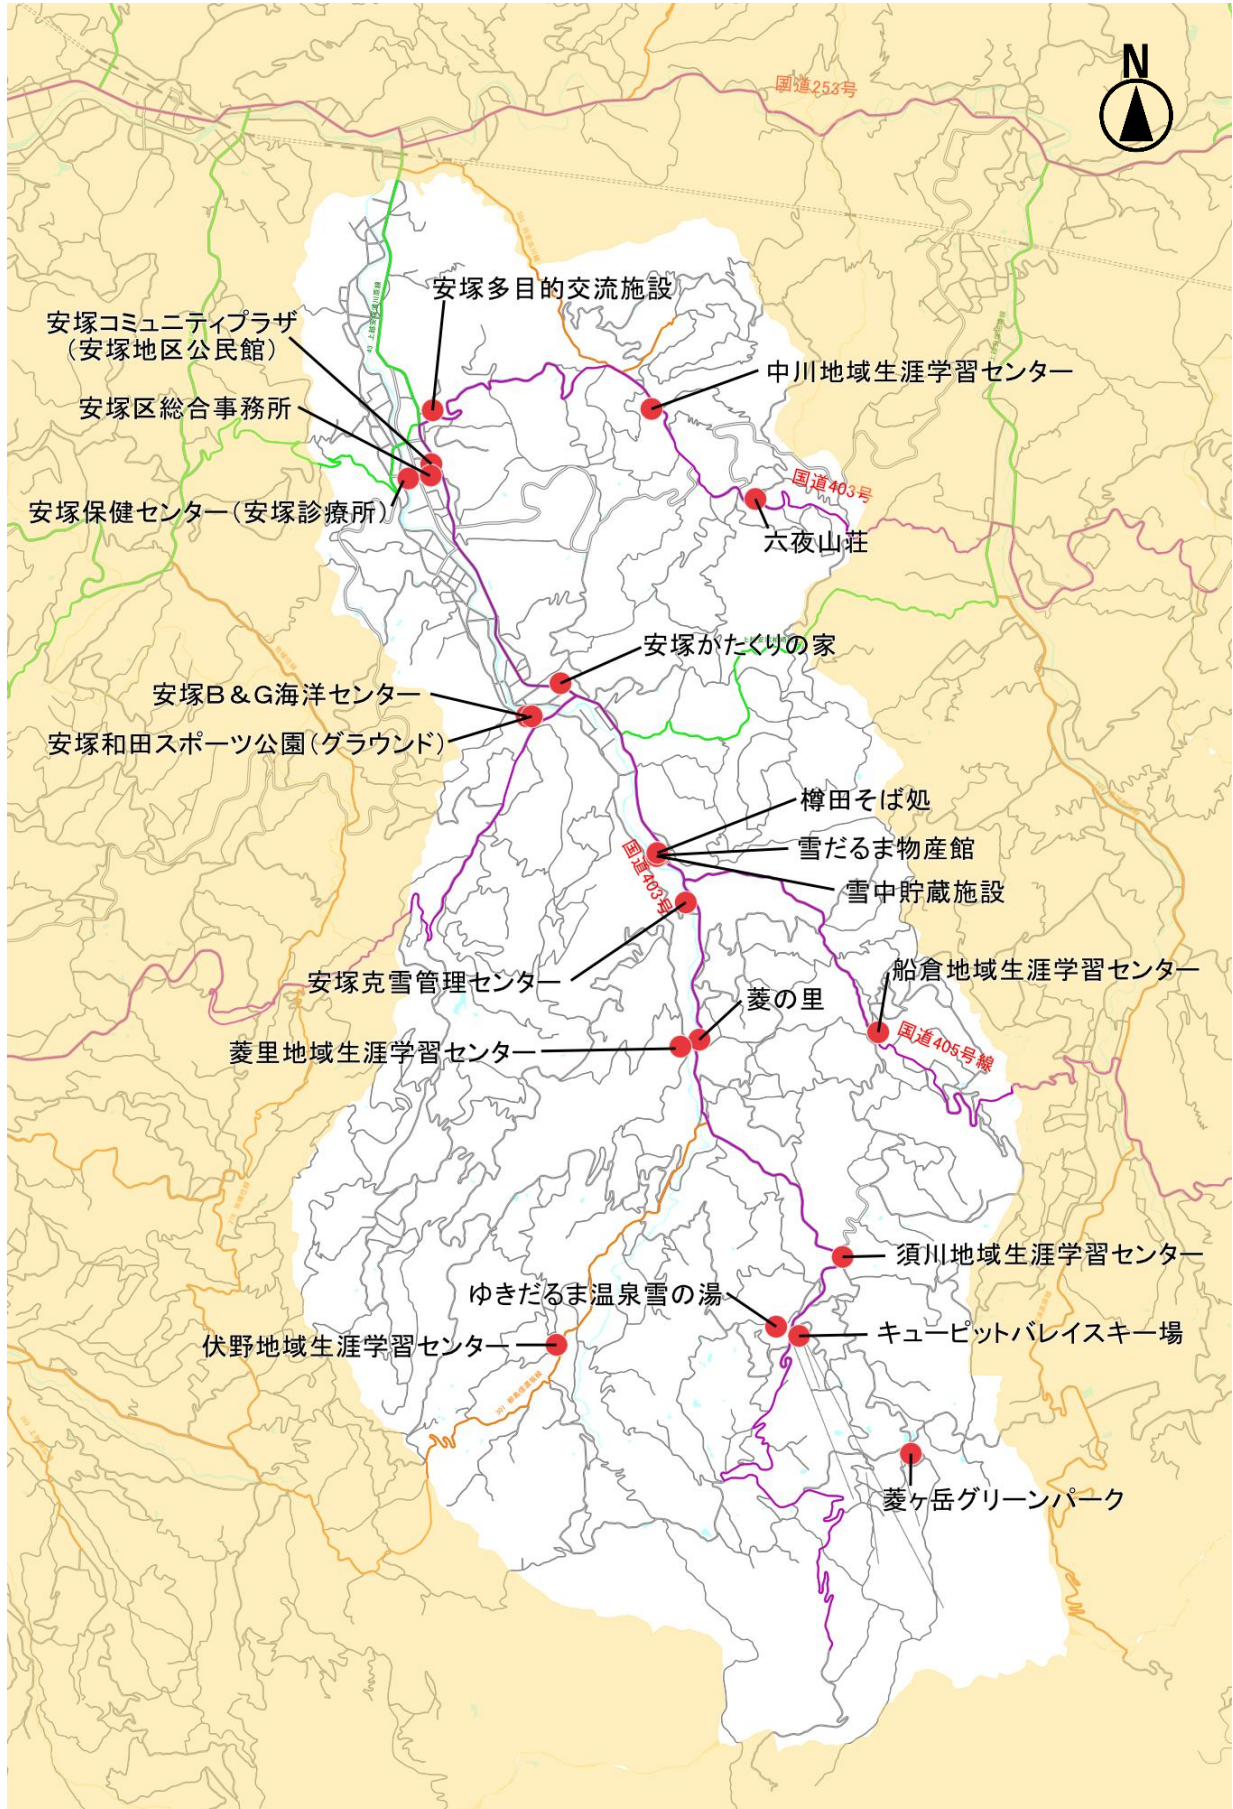 N
国道253号
安塚多目的交流施設
安塚コミュニティプラザ
(安塚地区公民館)
中川地域生涯学習センター
安塚区総合事務所
国道403号
安塚保健センター(安塚診療所)
六夜山荘
安塚かたくりの家
安塚B&G海洋センター
安塚和田スポーツ公園(グラウンド)
樽田そば処
雪だるま物産館
国道403号
雪中貯蔵施設
船倉地域生涯学習センター
安塚克雪管理センター
菱の里
国道405号線
菱里地域生涯学習センター
須川地域生涯学習センター
ゆきだるま温泉雪の湯
キューピットバレイスキー場
伏野地域生涯学習センター
菱ヶ岳グリーンパーク